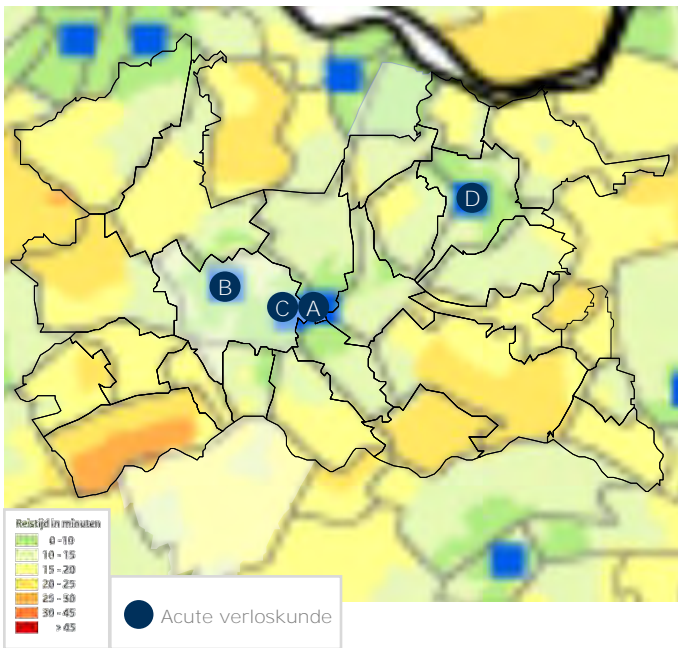 D
B
C A
Reistijd in minuten
0 - 10
10 - 15
15 - 20
20 - 25
25 - 30
30 - 45
> 45
Acute verloskunde